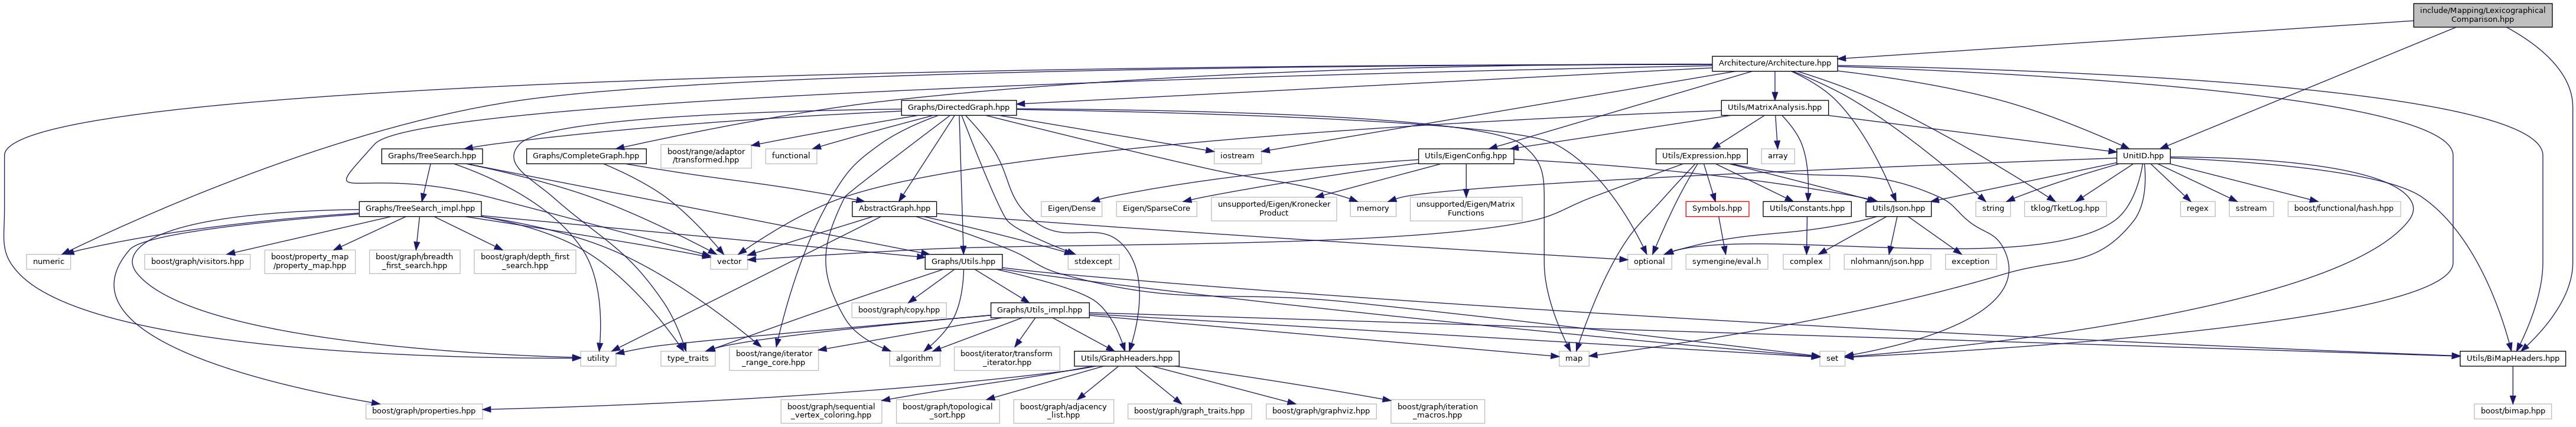 include/Mapping/Lexicographical
Comparison.hpp
Architecture/Architecture.hpp
Graphs/DirectedGraph.hpp
Utils/MatrixAnalysis.hpp
Graphs/TreeSearch.hpp
Graphs/CompleteGraph.hpp
boost/range/adaptor
/transformed.hpp
functional
iostream
Utils/EigenConfig.hpp
Utils/Expression.hpp
array
UnitID.hpp
Graphs/TreeSearch_impl.hpp
AbstractGraph.hpp
Eigen/Dense
Eigen/SparseCore
unsupported/Eigen/Kronecker
Product
memory
unsupported/Eigen/Matrix
Functions
Symbols.hpp
Utils/Constants.hpp
Utils/Json.hpp
string
tklog/TketLog.hpp
regex
sstream
boost/functional/hash.hpp
numeric
boost/graph/visitors.hpp
boost/property_map
/property_map.hpp
boost/graph/breadth
_first_search.hpp
boost/graph/depth_first
_search.hpp
vector
Graphs/Utils.hpp
stdexcept
optional
symengine/eval.h
complex
nlohmann/json.hpp
exception
boost/graph/copy.hpp
Graphs/Utils_impl.hpp
utility
type_traits
boost/range/iterator
_range_core.hpp
algorithm
boost/iterator/transform
_iterator.hpp
Utils/GraphHeaders.hpp
map
set
Utils/BiMapHeaders.hpp
boost/graph/properties.hpp
boost/graph/sequential
_vertex_coloring.hpp
boost/graph/topological
_sort.hpp
boost/graph/adjacency
_list.hpp
boost/graph/graph_traits.hpp
boost/graph/graphviz.hpp
boost/graph/iteration
_macros.hpp
boost/bimap.hpp